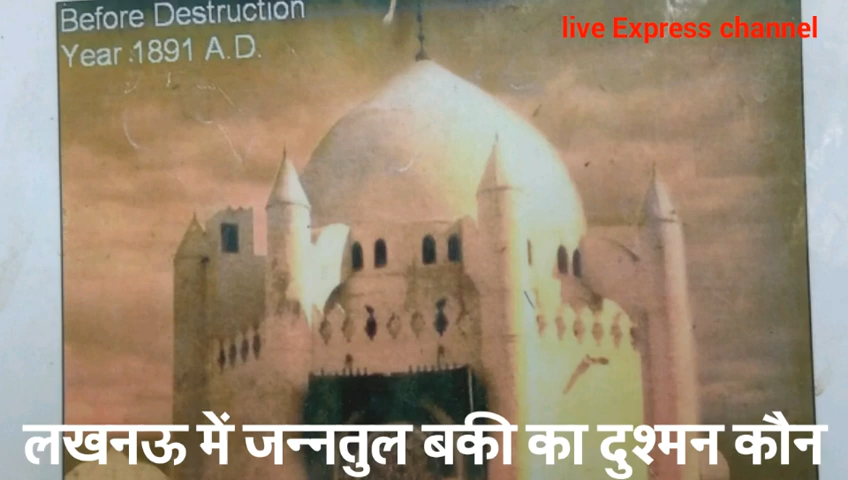 Before Destruction
Year 1891 A.D.
live Express channel
लखनऊ में जन्नतुल बकी का दुश्मन कौन